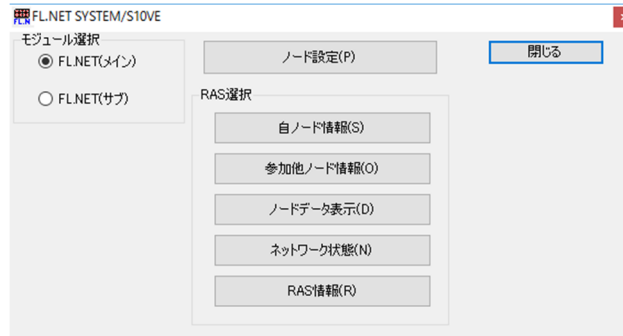 FL.NET SYSTEM/S10VE
モジュール選択
FL.NET(メイン)
FL.NET(サブ)
ノード設定(P)
閉じる
RAS選択
自ノード情報(S)
参加他ノード情報(O)
ノードデータ表示(D)
ネットワーク状態(N)
RAS情報(R)